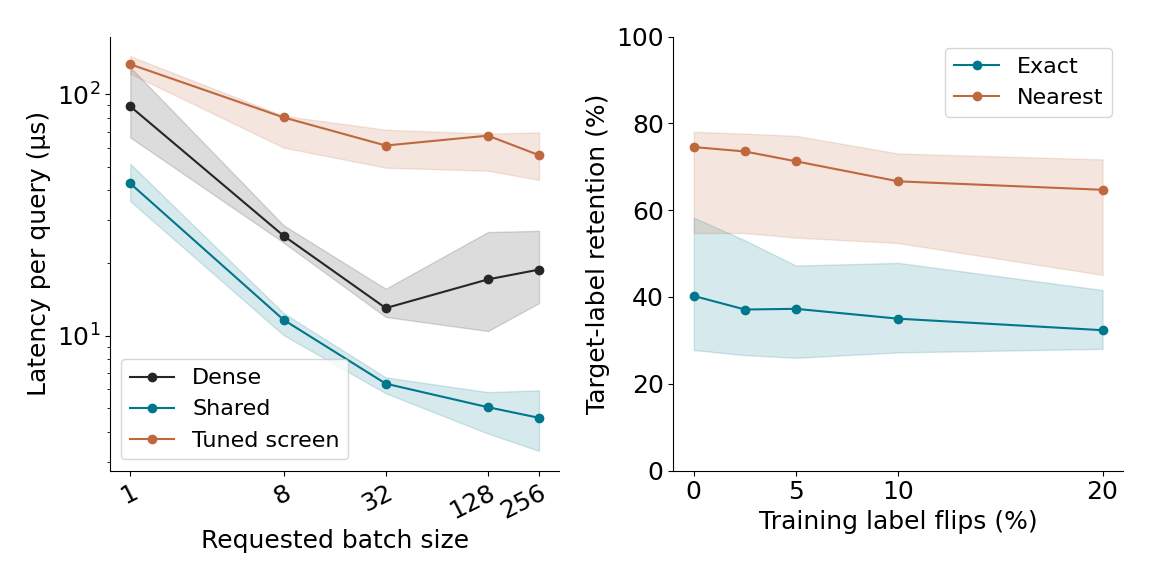 Latency per query (µs)
10²
10¹
Dense
Shared
Tuned screen
1
8
32
128
256
Requested batch size
Target-label retention (%)
100
80
60
40
20
0
Exact
Nearest
0
5
10
20
Training label flips (%)